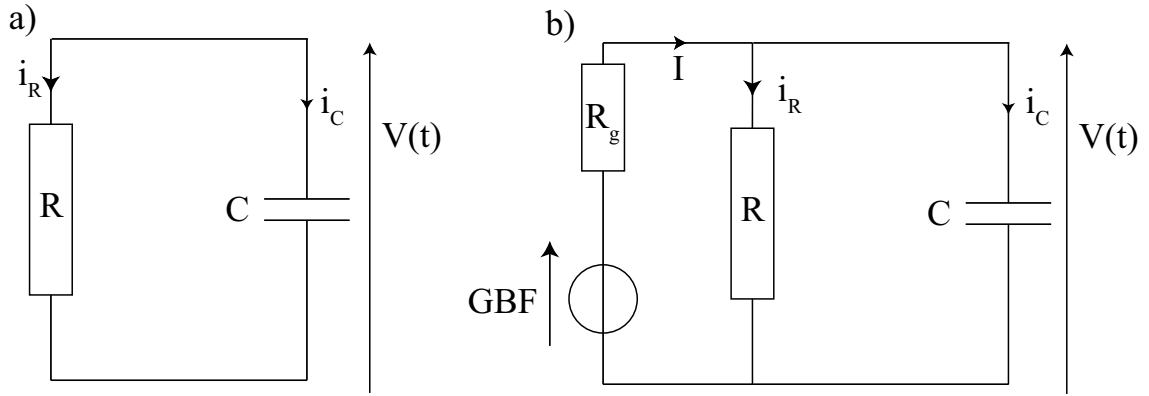 a)
i_R
i_C
V(t)
R
C
b)
I
R_g
i_R
i_C
V(t)
R
C
GBF